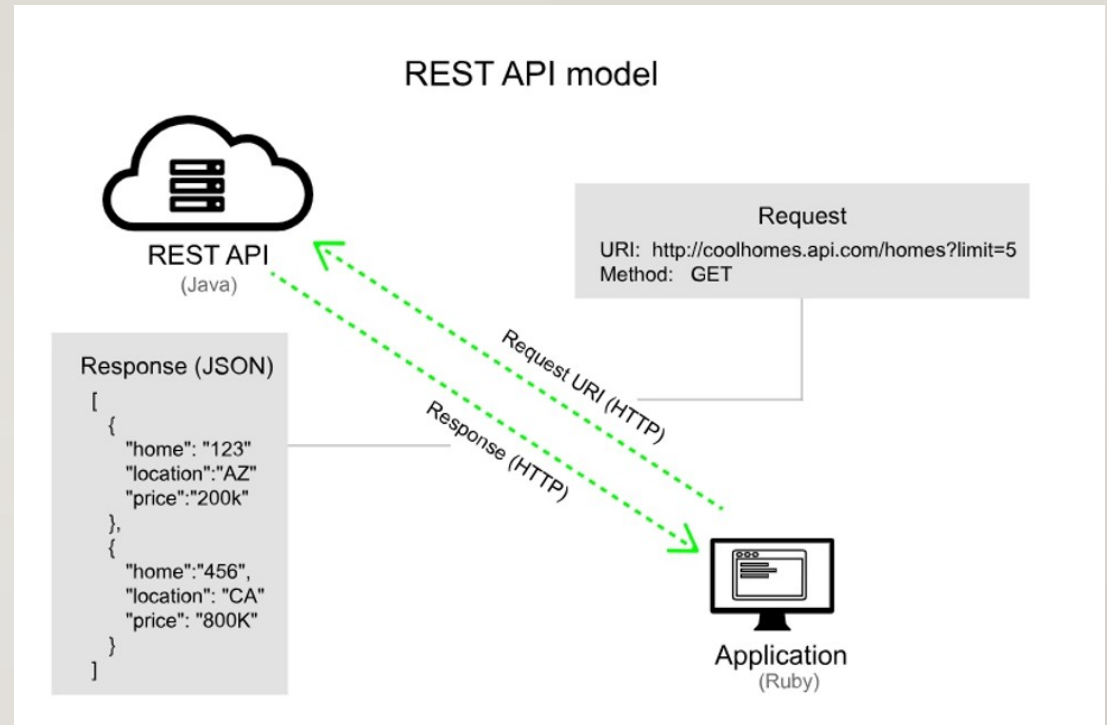 REST API model
REST API
(Java)
Request
URI:  http://coolhomes.api.com/homes?limit=5
Method:   GET
Request URI (HTTP)
Response (HTTP)
Response (JSON)
[
{
"home": "123"
"location":"AZ"
"price":"200k"
},
{
"home":"456",
"location": "CA"
"price": "800K"
}
]
Application
(Ruby)